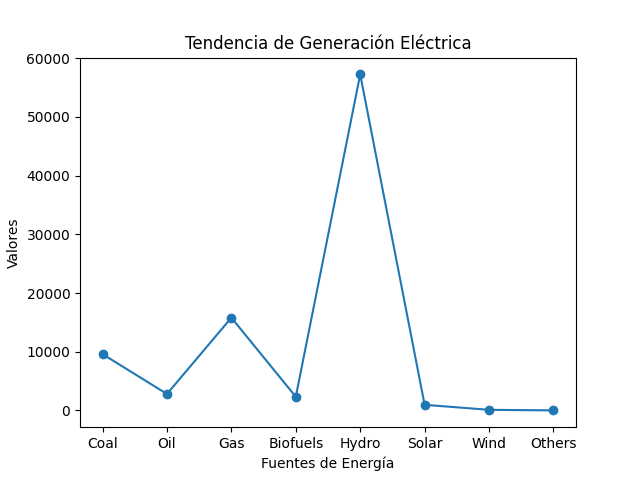 Tendencia de Generación Eléctrica
Valores
60000
50000
40000
30000
20000
10000
0
Coal Oil Gas Biofuels Hydro Solar Wind Others
Fuentes de Energía